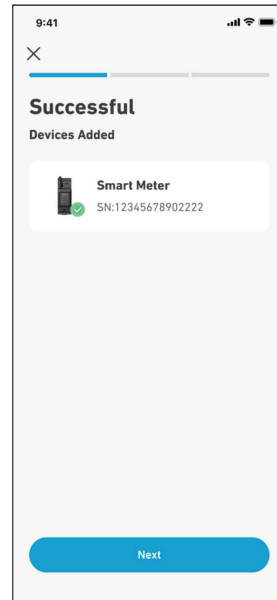 9:41
Successful
Devices Added
Smart Meter
SN:12345678902222
Next